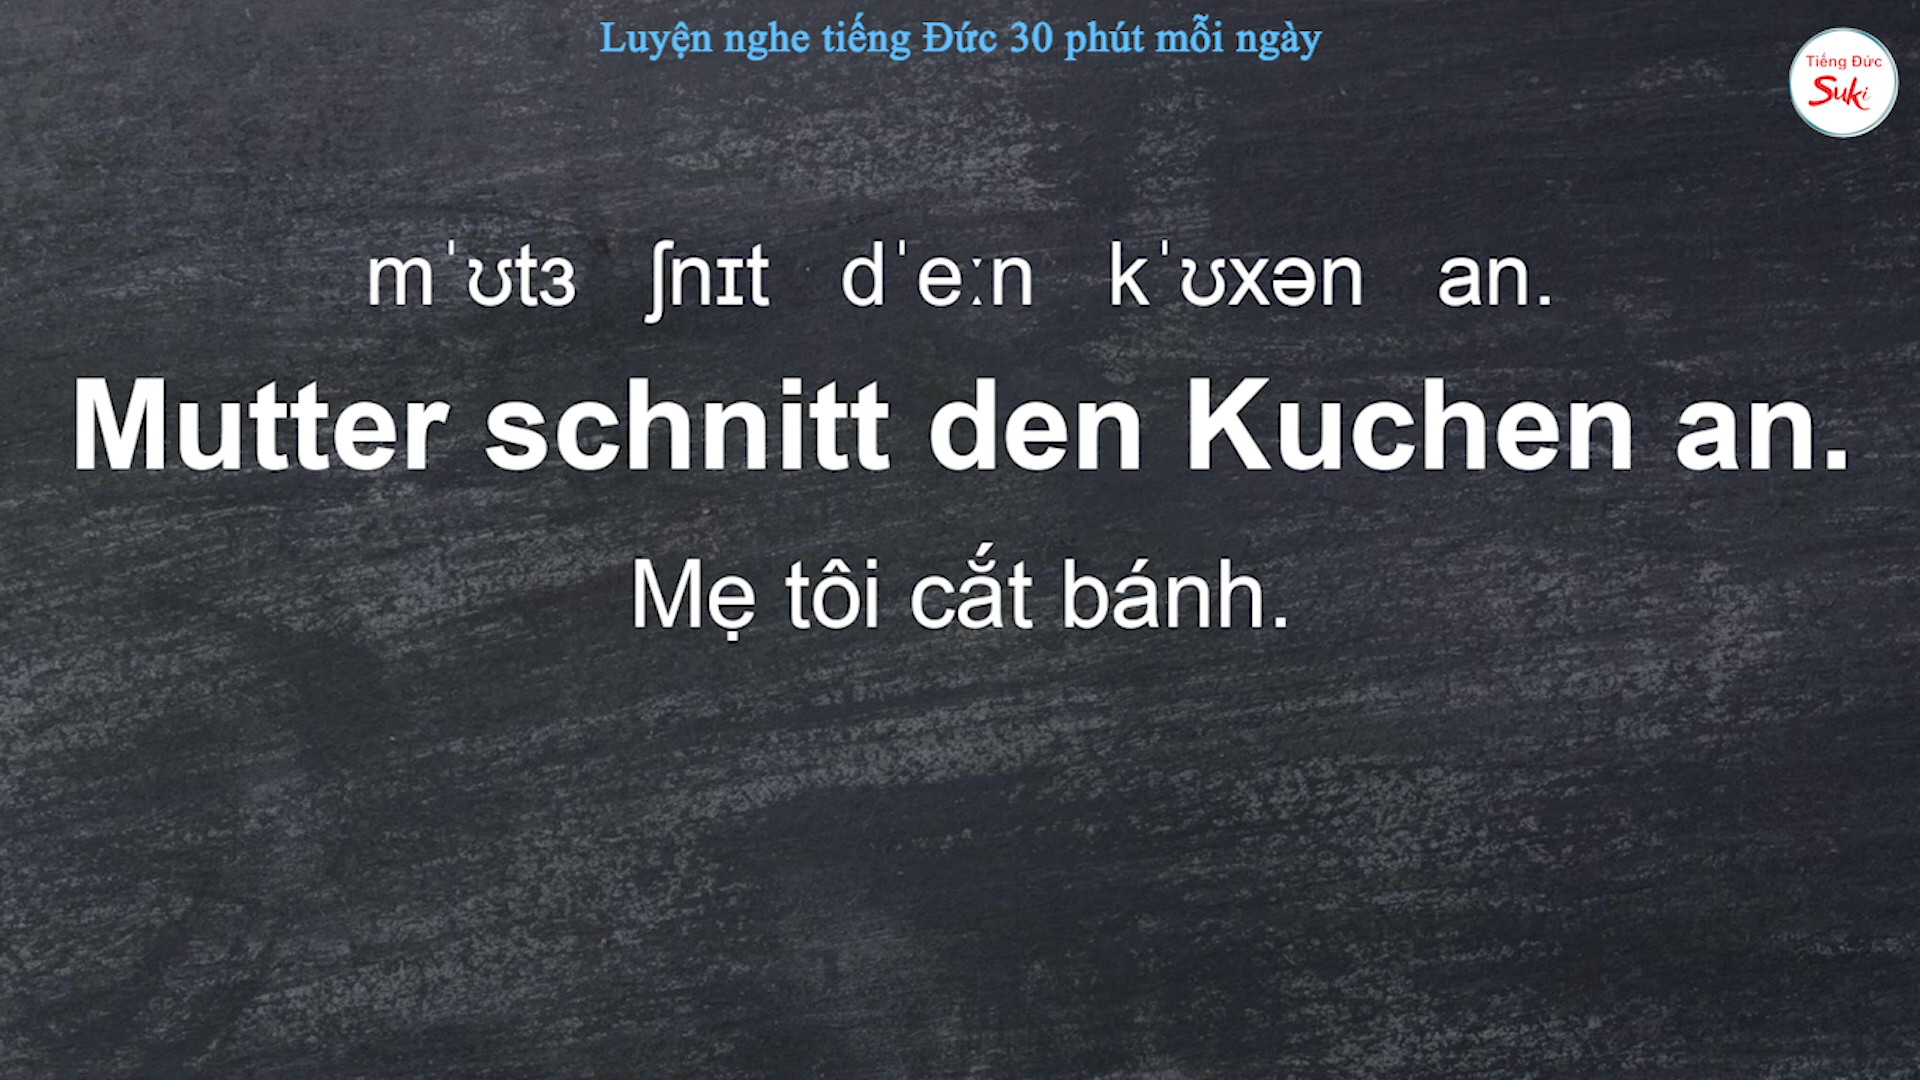 Luyện nghe tiếng Đức 30 phút mỗi ngày
Tiếng Đức
Suki
mˈʊtɜ ʃnɪt dˈeːn kˈʊxən an.
Mutter schnitt den Kuchen an.
Mẹ tôi cắt bánh.